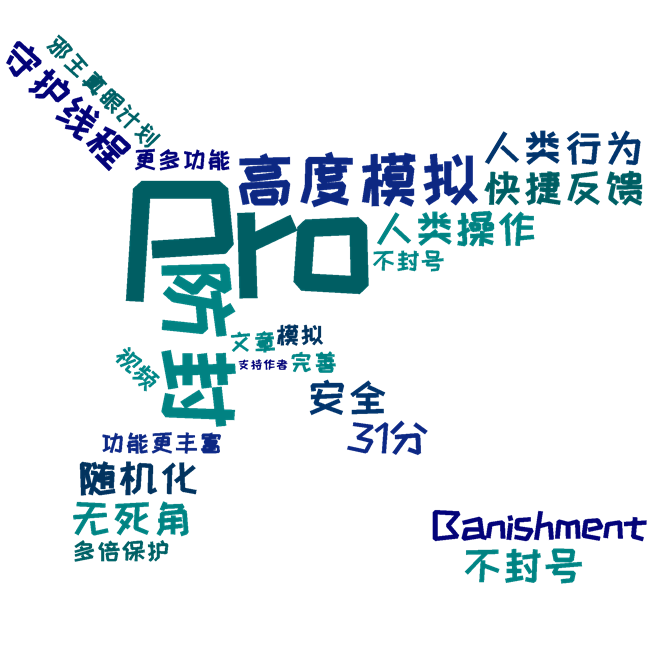 邪王真眼计划
守护线程
更多功能
高度模拟
人类行为
快捷反馈
Pro
人类操作
不封号
防封
文章
模拟
视频
支持作者
完善
安全
31分
功能更丰富
随机化
无死角
多倍保护
Banishment
不封号